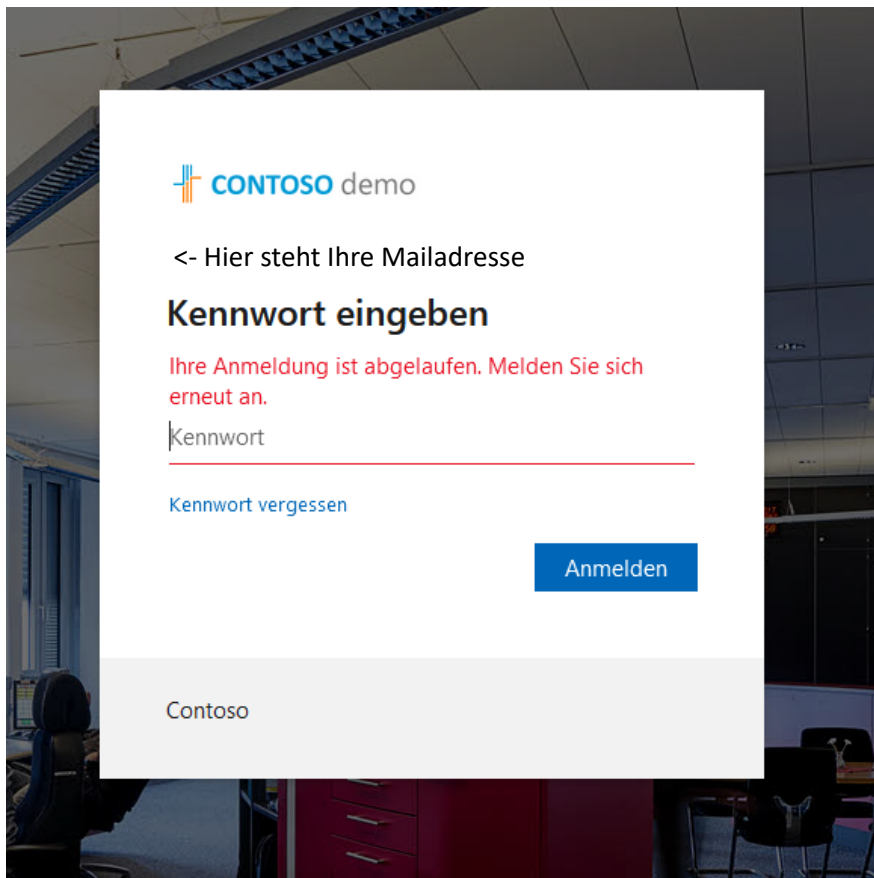 CONTOSO demo
<- Hier steht Ihre Mailadresse
Kennwort eingeben
Ihre Anmeldung ist abgelaufen. Melden Sie sich
erneut an.
Kennwort
Kennwort vergessen
Anmelden
Contoso